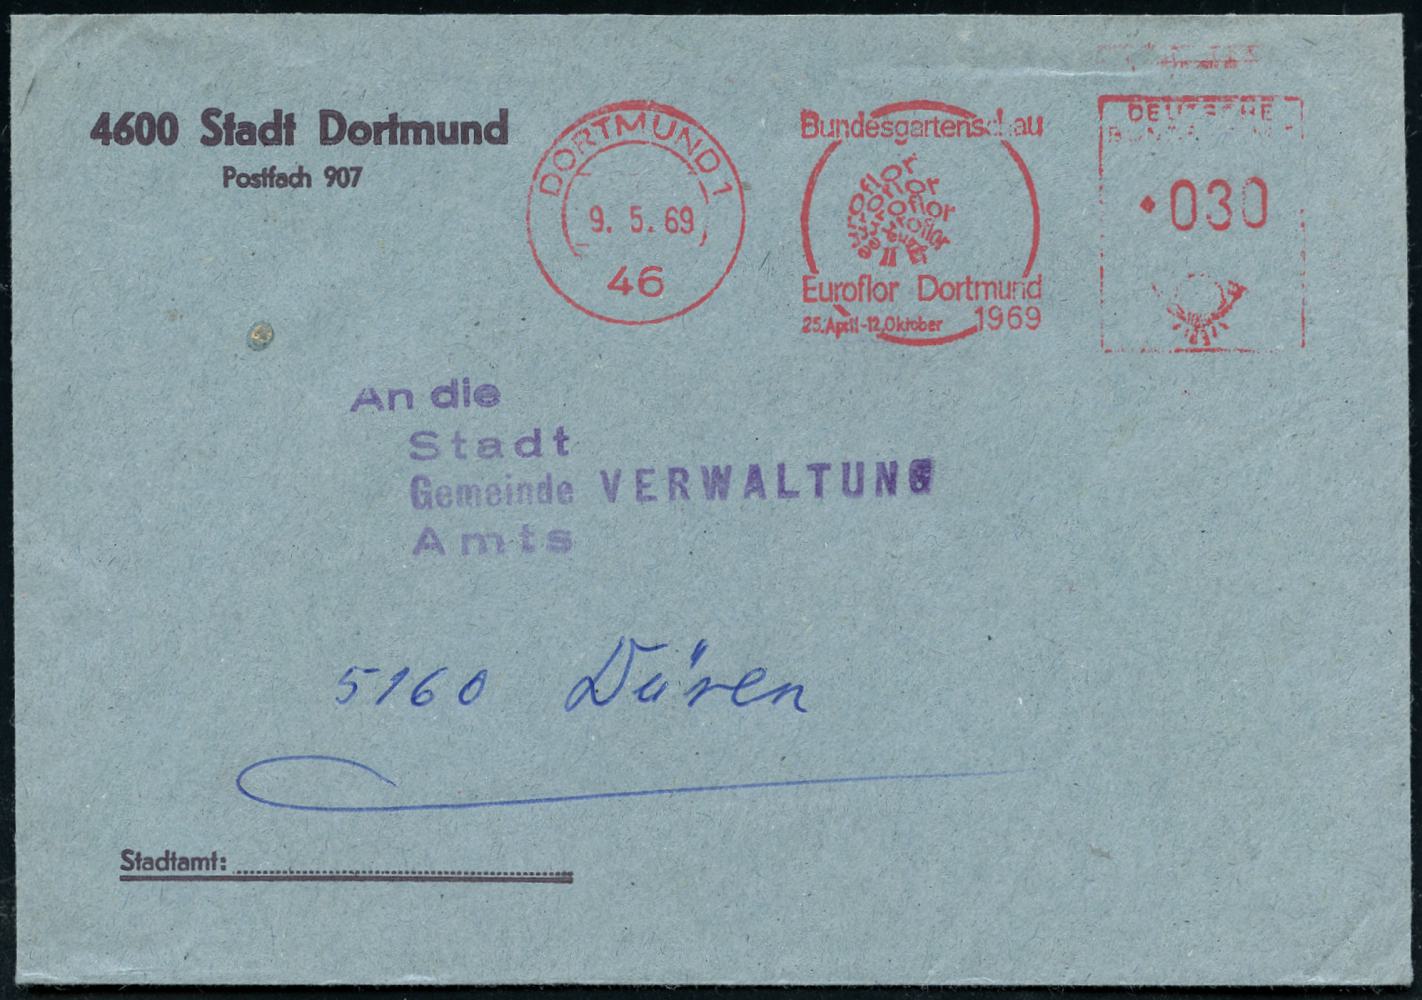 4600 Stadt Dortmund
Postfach 907
DORTMUND 1
9. 5. 69
46
Bundesgartenschau
Euroflor Dortmund
25. April-12. Oktober 1969
DEUTSCHE
030
An die
Stadt
Gemeinde VERWALTUNG
Amts
5160 Düren
Stadtamt: